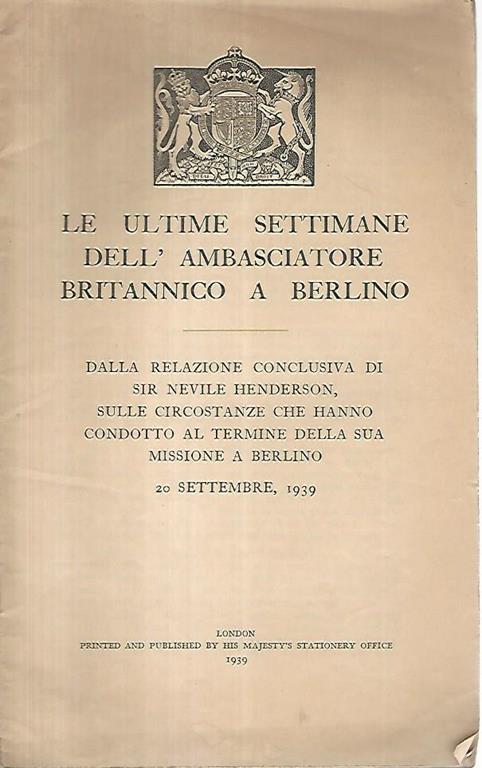 DIEU DROIT
LE ULTIME SETTIMANE
DELL' AMBASCIATORE
BRITANNICO A BERLINO
DALLA RELAZIONE CONCLUSIVA DI
SIR NEVILE HENDERSON,
SULLE CIRCOSTANZE CHE HANNO
CONDOTTO AL TERMINE DELLA SUA
MISSIONE A BERLINO
20 SETTEMBRE, 1939
LONDON
PRINTED AND PUBLISHED BY HIS MAJESTY'S STATIONERY OFFICE
1939